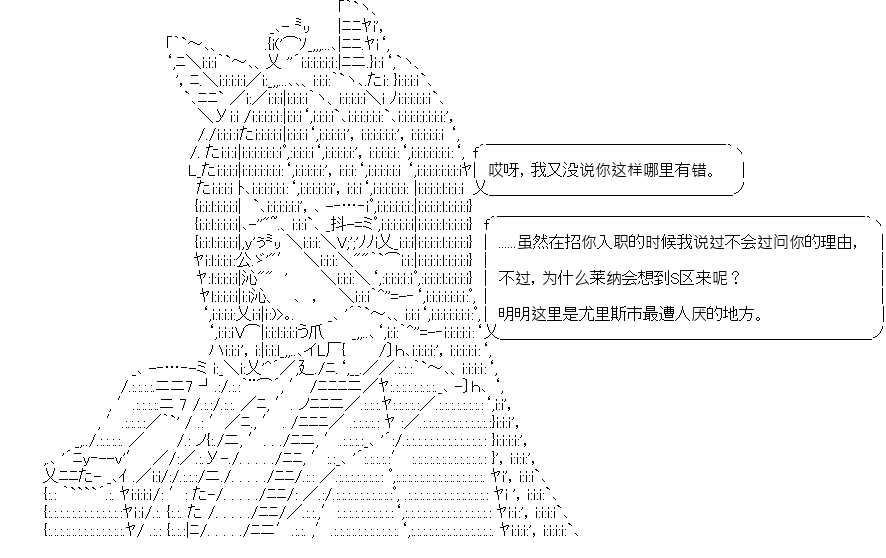 哎呀，我又没说你这样哪里有错。
……虽然在招你入职的时候我说过不会过问你的理由，
不过，为什么莱纳会想到S区来呢？
明明这里是尤里斯市最遭人厌的地方。